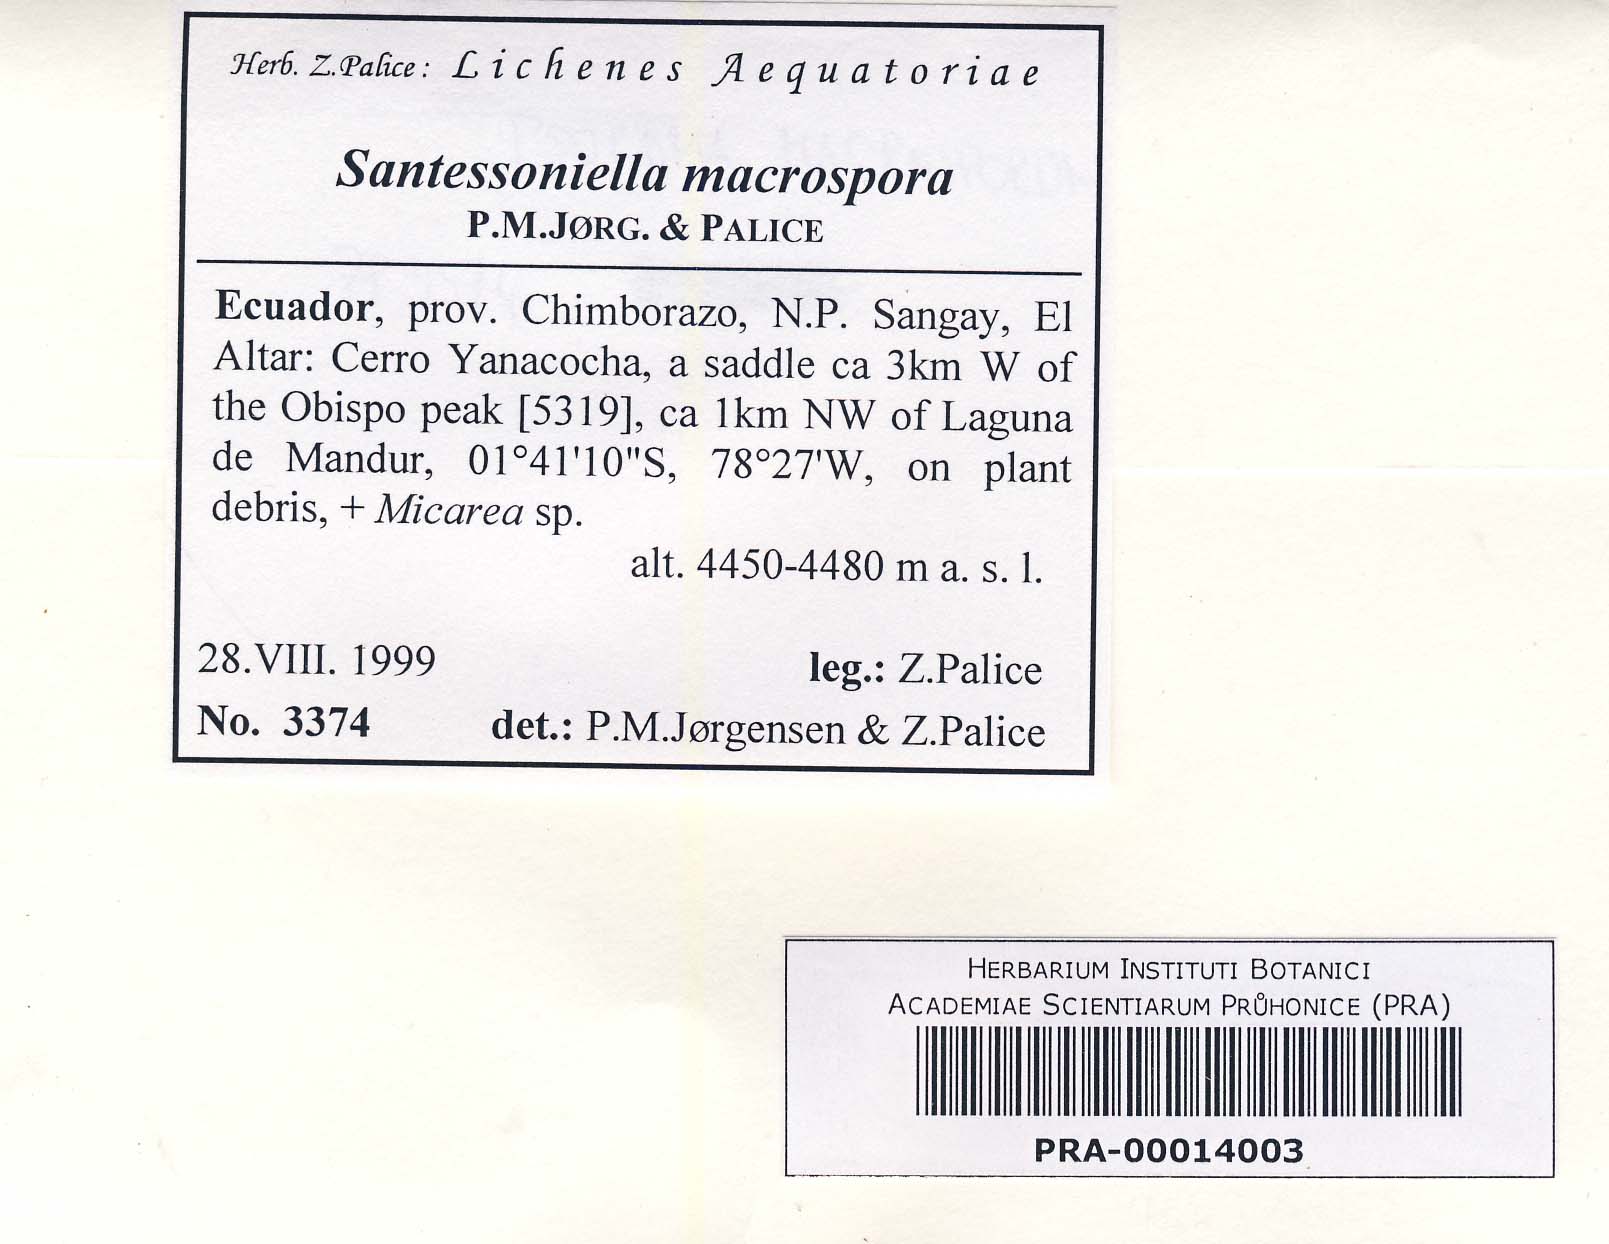 Herb. Z.Palice: Lichenes Aequatoriae
Santessoniella macrospora
P.M.JØRG. & PALICE
Ecuador, prov. Chimborazo, N.P. Sangay, El
Altar: Cerro Yanacocha, a saddle ca 3km W of
the Obispo peak [5319], ca 1km NW of Laguna
de Mandur, 01°41'10"S, 78°27'W, on plant
debris, + Micarea sp.
alt. 4450-4480 m a. s. l.
28.VIII. 1999 leg.: Z.Palice
No. 3374 det.: P.M.Jørgensen & Z.Palice
HERBARIUM INSTITUTI BOTANICI
ACADEMIAE SCIENTIARUM PRŮHONICE (PRA)
PRA-00014003